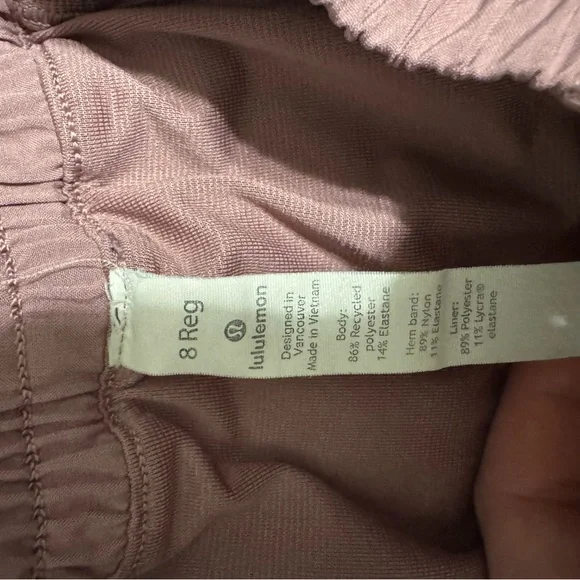 8 Reg
lululemon
Designed in
Vancouver
Made in Vietnam
Body:
86% Recycled
polyester
14% Elastane
Hem band:
89% Nylon
11% Elastane
Liner:
89% Polyester
11% Lycra®
elastane